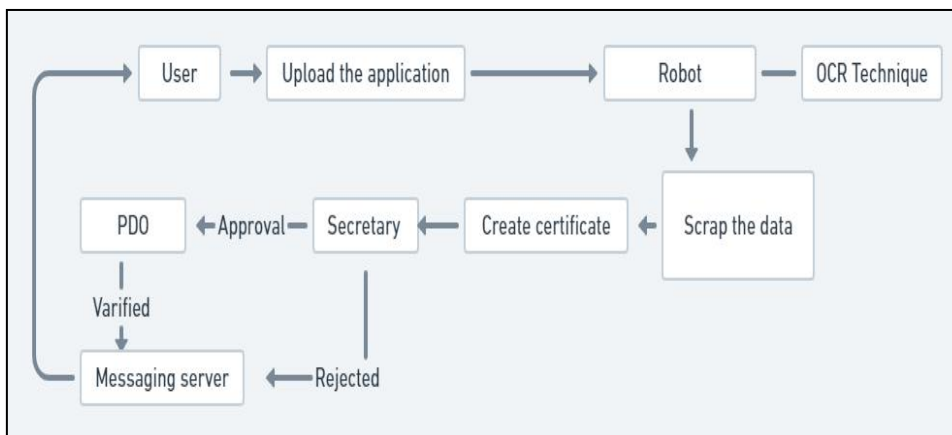 User
Upload the application
Robot
OCR Technique
PDO
Approval
Secretary
Create certificate
Scrap the data
Varified
Messaging server
Rejected